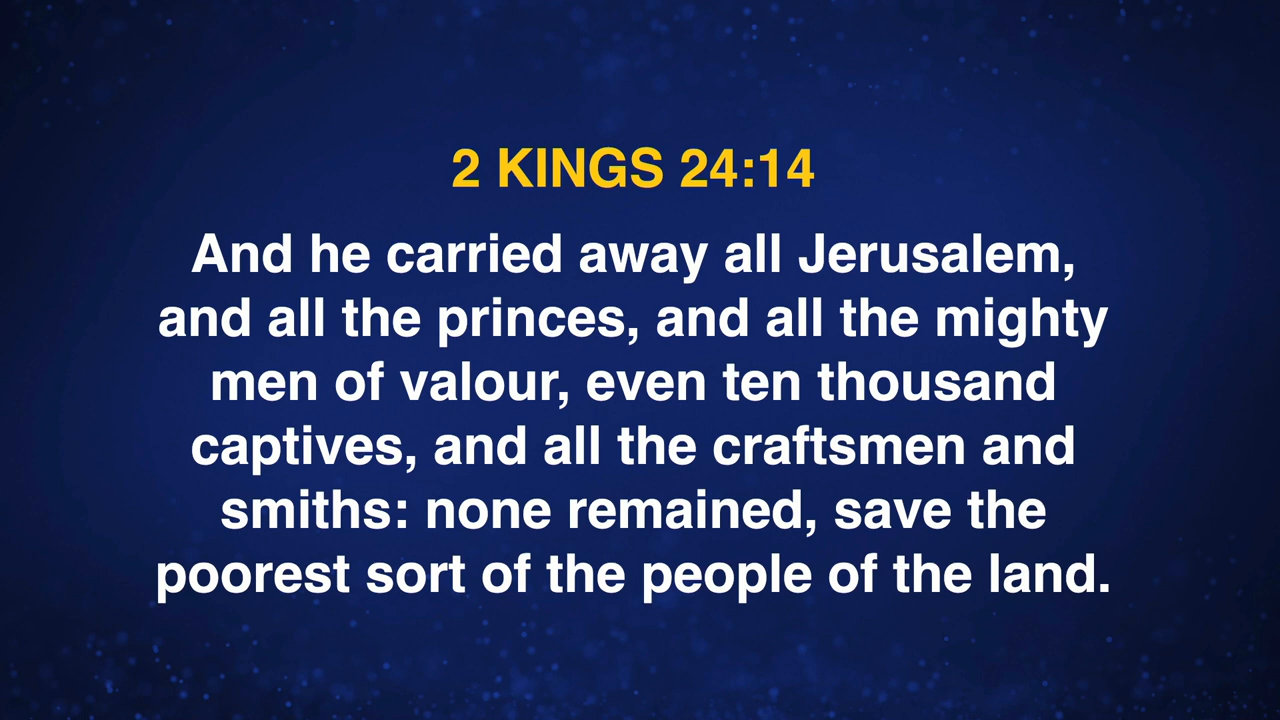 2 KINGS 24:14
And he carried away all Jerusalem,
and all the princes, and all the mighty
men of valour, even ten thousand
captives, and all the craftsmen and
smiths: none remained, save the
poorest sort of the people of the land.